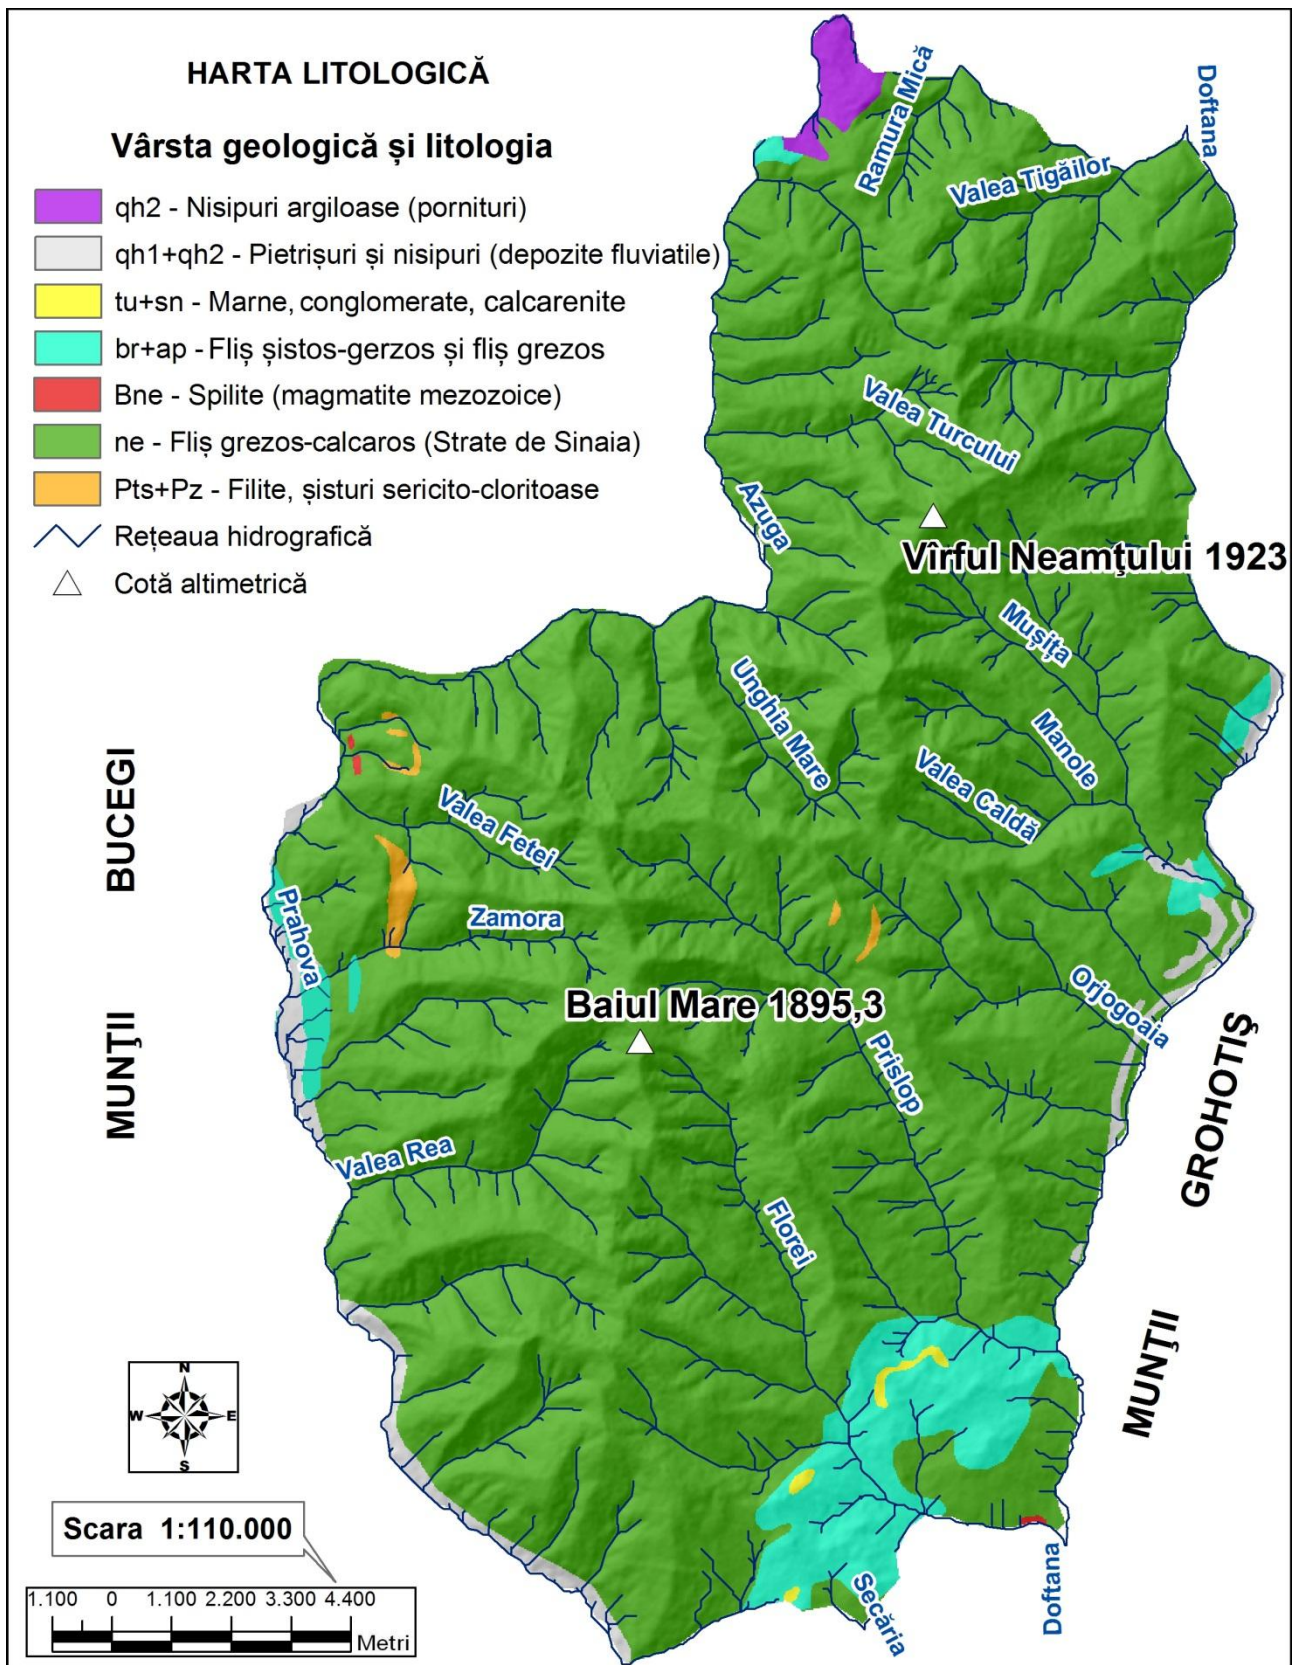 HARTA LITOLOGICĂ
Vârsta geologică și litologia
qh2 - Nisipuri argiloase (pornituri)
qh1+qh2 - Pietrișuri și nisipuri (depozite fluviatile)
tu+sn - Marne, conglomerate, calcarenite
br+ap - Fliș șistos-gerzos și fliș grezos
Bne - Spilite (magmatite mezozoice)
ne - Fliș grezos-calcaros (Strate de Sinaia)
Pts+Pz - Filite, șisturi sericito-cloritoase
Rețeaua hidrografică
Cotă altimetrică
Ramura Mică
Doftana
Valea Tigăilor
Valea Turcului
Azuga
Vîrful Neamţului 1923
Mușița
Unghia Mare
Manole
Valea Caldă
Valea Fetei
MUNŢII BUCEGI
Prahova
Zamora
Orjogoaia
Baiul Mare 1895,3
Prislop
MUNŢII GROHOTIŞ
Valea Rea
Florei
N
W E
S
Scara 1:110.000
1.100 0 1.100 2.200 3.300 4.400
Metri
Secăria
Doftana